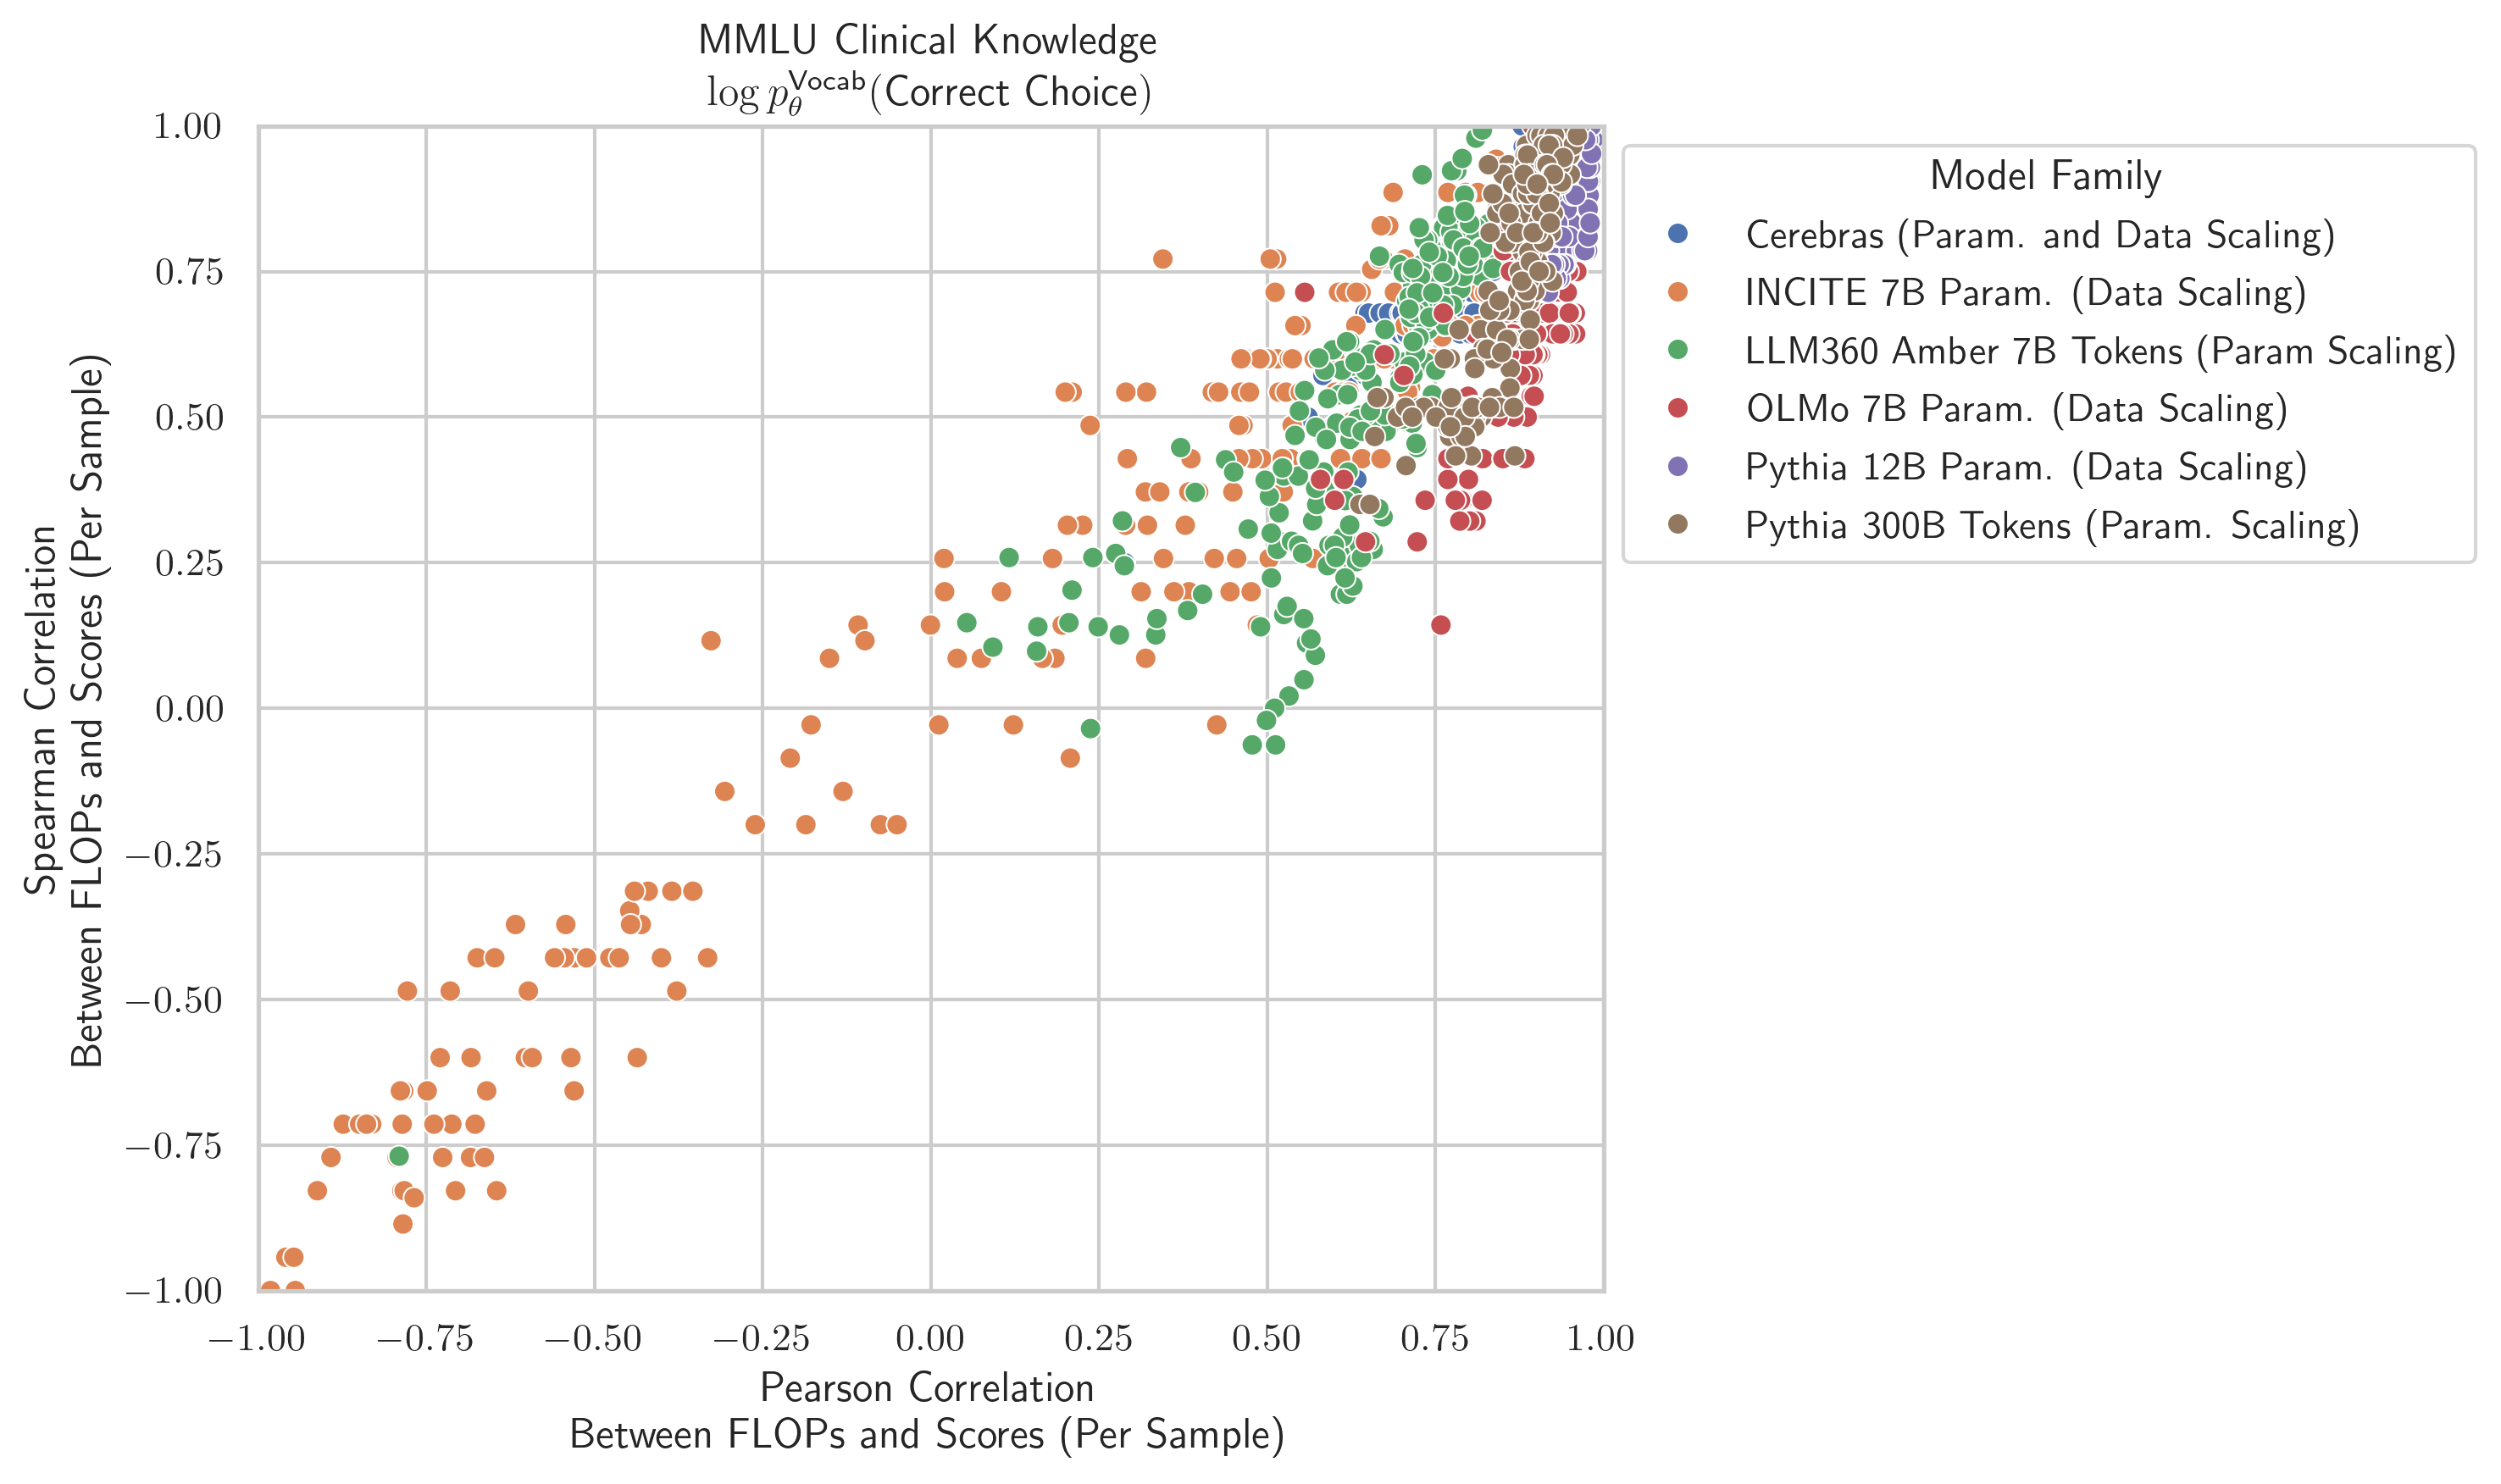 MMLU Clinical Knowledge
log p_θ^Vocab(Correct Choice)
1.00
0.75
0.50
0.25
0.00
−0.25
−0.50
−0.75
−1.00
Spearman Correlation
Between FLOPs and Scores (Per Sample)
−1.00
−0.75
−0.50
−0.25
0.00
0.25
0.50
0.75
1.00
Pearson Correlation
Between FLOPs and Scores (Per Sample)
Model Family
Cerebras (Param. and Data Scaling)
INCITE 7B Param. (Data Scaling)
LLM360 Amber 7B Tokens (Param Scaling)
OLMo 7B Param. (Data Scaling)
Pythia 12B Param. (Data Scaling)
Pythia 300B Tokens (Param. Scaling)